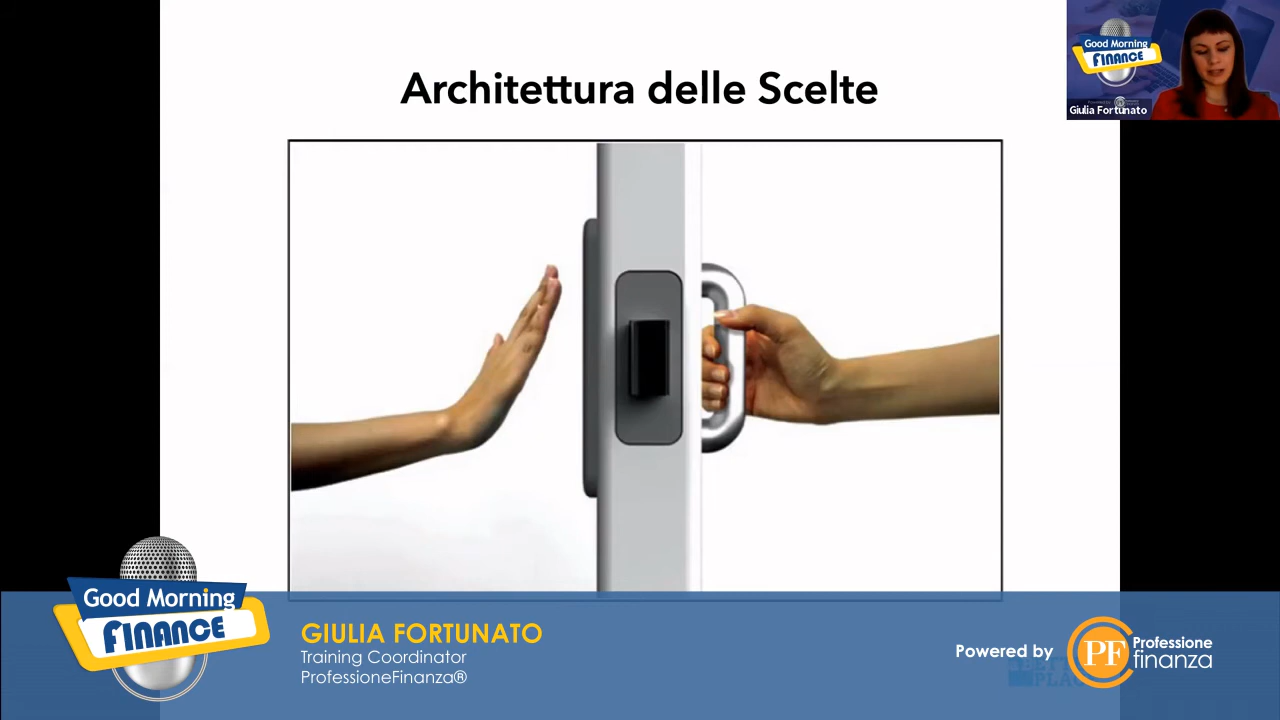 Architettura delle Scelte
Good Morning
FINANCE
Giulia Fortunato
Good Morning
FINANCE
GIULIA FORTUNATO
Training Coordinator
ProfessioneFinanza®
Powered by
PF
Professione
finanza